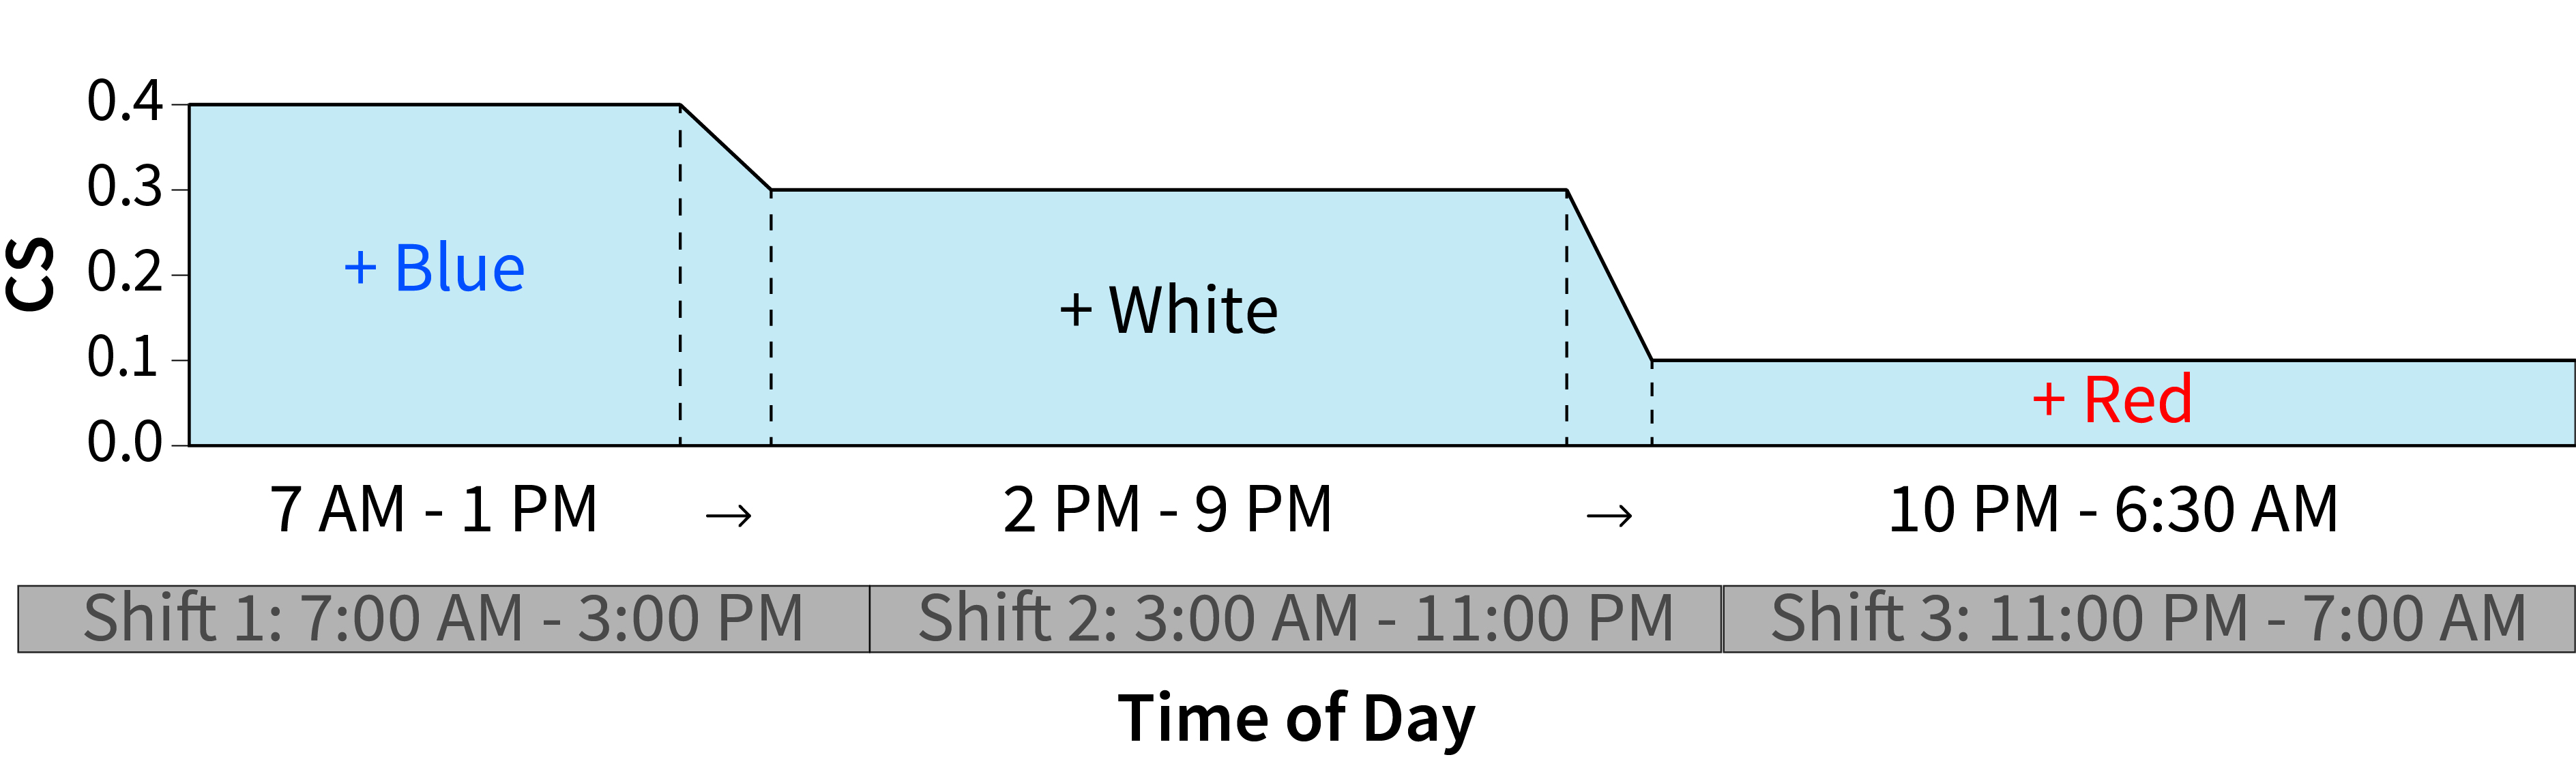 0.4
0.3
0.2
0.1
0.0
CS
+ Blue
+ White
+ Red
7 AM - 1 PM → 2 PM - 9 PM → 10 PM - 6:30 AM
Shift 1: 7:00 AM - 3:00 PM Shift 2: 3:00 AM - 11:00 PM Shift 3: 11:00 PM - 7:00 AM
Time of Day